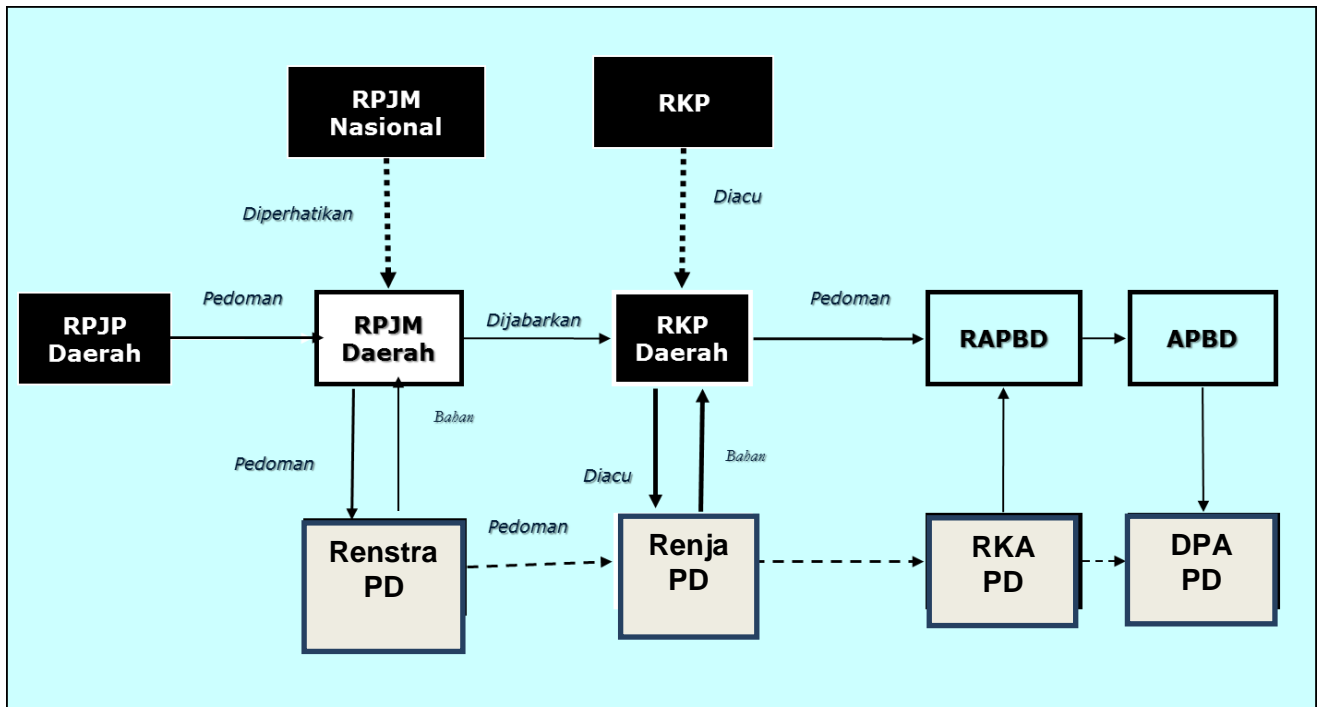 RPJM
Nasional
RKP
Diperhatikan
Diacu
RPJP
Daerah
Pedoman
RPJM
Daerah
Dijabarkan
RKP
Daerah
Pedoman
RAPBD
APBD
Pedoman
Bahan
Diacu
Bahan
Renstra
PD
Pedoman
Renja
PD
RKA
PD
DPA
PD